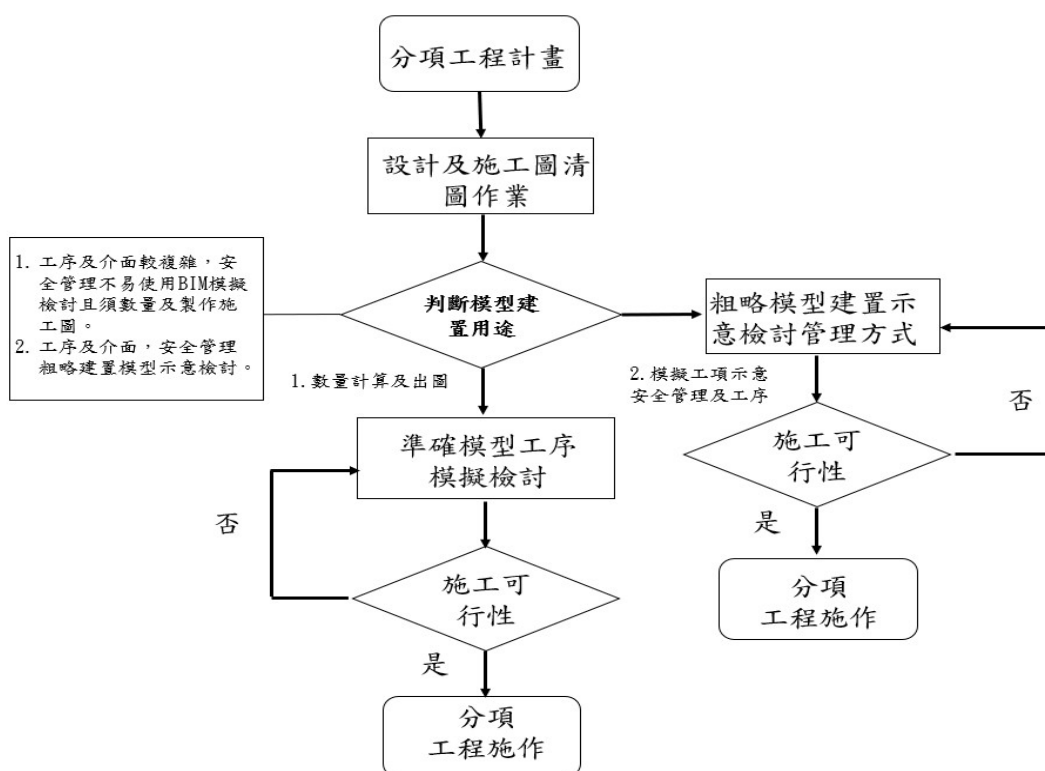 分項工程計畫
設計及施工圖清
圖作業
1. 工序及介面較複雜，安
全管理不易使用BIM模擬
檢討且須數量及製作施
工圖。
2. 工序及介面，安全管理
粗略建置模型示意檢討。
判斷模型建
置用途
粗略模型建置示
意檢討管理方式
1.數量計算及出圖
2.模擬工項示意
安全管理及工序
否
準確模型工序
模擬檢討
施工可
行性
否
是
施工可
行性
分項
工程施作
是
分項
工程施作